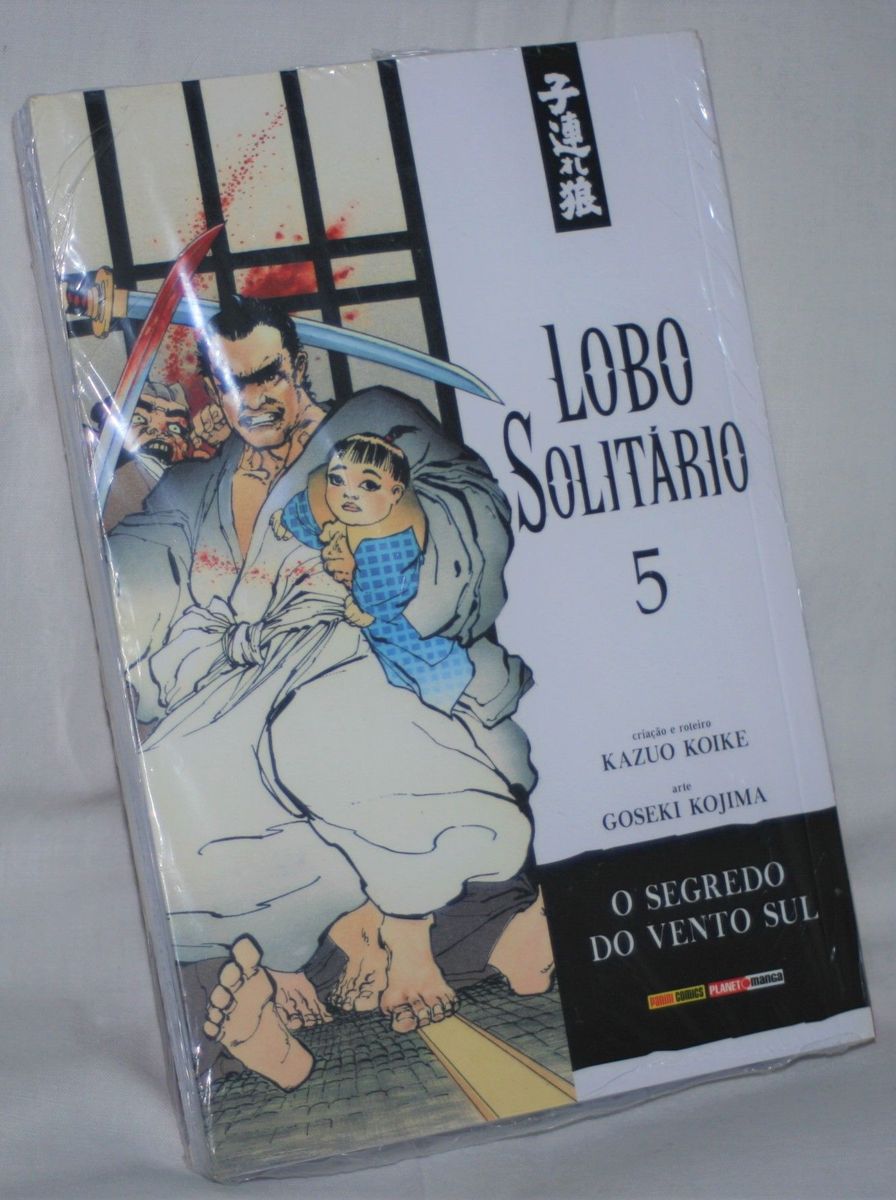 子連れ狼
LOBO
SOLITÁRIO
5
criação e roteiro
KAZUO KOIKE
arte
GOSEKI KOJIMA
O SEGREDO
DO VENTO SUL
PANINI COMICS PLANET manga